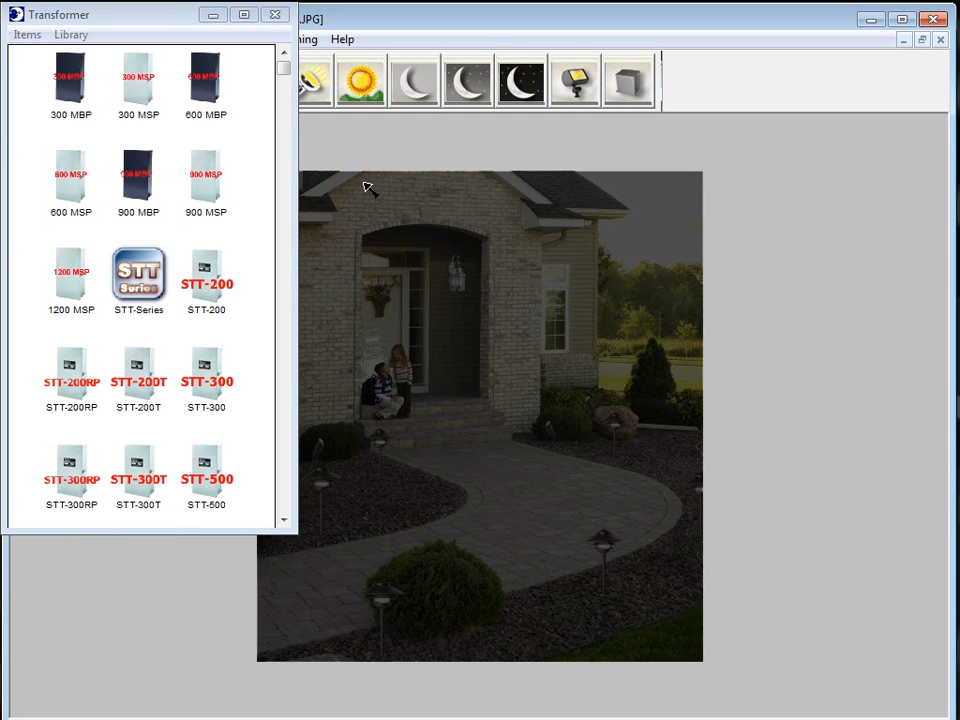 Transformer
.JPG]
Items Library
ning Help
300 MBP 300 MSP 600 MBP
300 MBP 300 MSP 600 MBP
600 MSP 900 MBP 900 MSP
600 MSP 900 MBP 900 MSP
1200 MSP STT Series STT-200
1200 MSP STT-Series STT-200
STT-200RP STT-200T STT-300
STT-200RP STT-200T STT-300
STT-300RP STT-300T STT-500
STT-300RP STT-300T STT-500